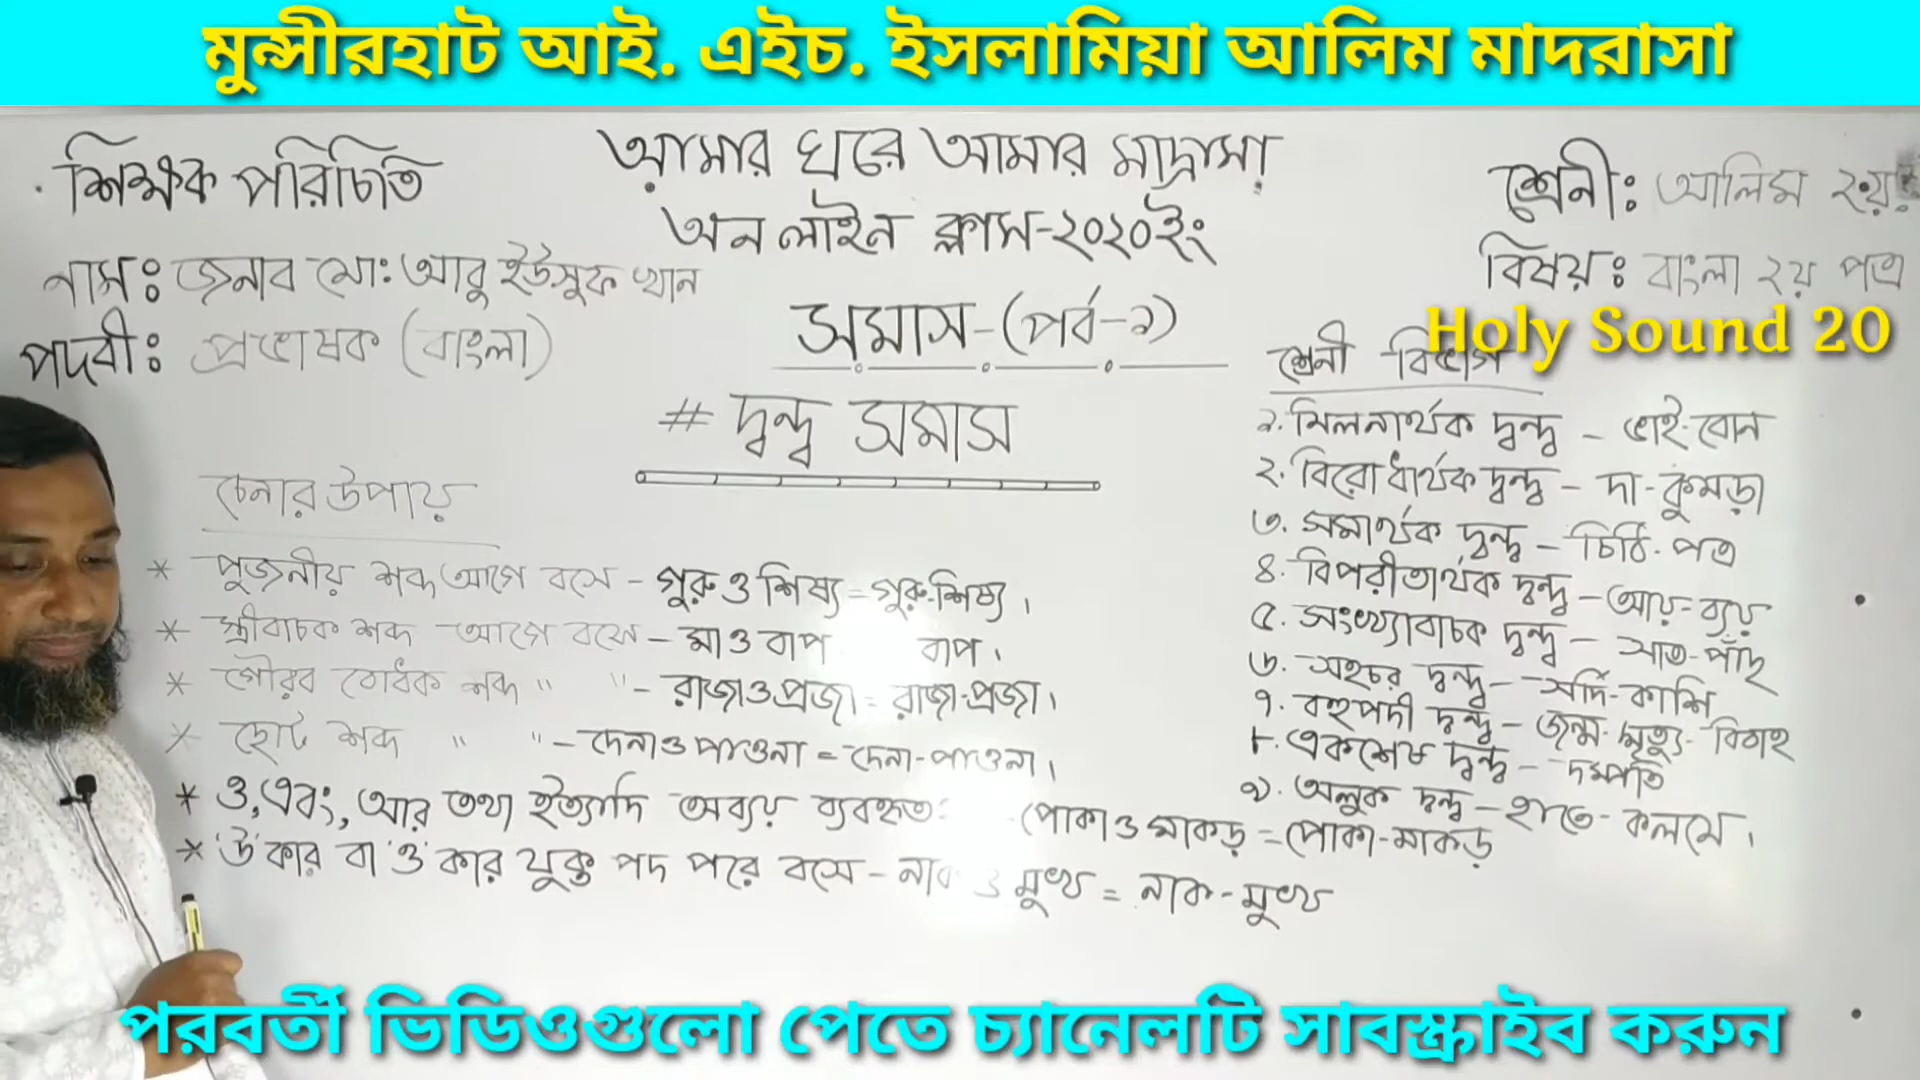 মুন্সীরহাট আই. এইচ. ইসলামিয়া আলিম মাদরাসা
শিক্ষক পরিচিতি
নাম: জনাব মো: আবু ইউসুফ খান
পদবী: প্রভাষক (বাংলা)
আমার ঘরে আমার মাদ্রাসা
অন লাইন ক্লাস-২০২০ইং
সমাস-(পর্ব-১)
# দ্বন্দ্ব সমাস
শ্রেনী: আলিম ২য়
বিষয়: বাংলা ২য় পত্র
Holy Sound 20
চেনার উপায়
* পুজনীয় শব্দ আগে বসে - গুরু ও শিষ্য = গুরু-শিষ্য।
* স্ত্রীবাচক শব্দ আগে বসে - মা ও বাপ বাপ।
* গৌরব বোধক শব্দ " " - রাজা ও প্রজা = রাজা-প্রজা।
* ছোট শব্দ " " - দেনা ও পাওনা = দেনা-পাওনা।
* ও, এবং, আর তথা ইত্যাদি অব্যয় ব্যবহৃত: - পোকা ও মাকড় = পোকা-মাকড়
* 'উ' কার বা 'ও' কার যুক্ত পদ পরে বসে - নাক ও মুখ = নাক-মুখ
শ্রেনী বিভাগ
১. মিলনার্থক দ্বন্দ্ব - ভাই-বোন
২. বিরোধার্থক দ্বন্দ্ব - দা-কুমড়া
৩. সমার্থক দ্বন্দ্ব - চিঠি-পত্র
৪. বিপরীতার্থক দ্বন্দ্ব - আয়-ব্যয়
৫. সংখ্যাবাচক দ্বন্দ্ব - সাত-পাঁচ
৬. সহচর দ্বন্দ্ব - সর্দি-কাশি
৭. বহুপদী দ্বন্দ্ব - জন্ম-মৃত্যু-বিবাহ
৮. একশেষ দ্বন্দ্ব - দম্পতি
৯. অলুক দ্বন্দ্ব - হাতে-কলমে।
পরবর্তী ভিডিওগুলো পেতে চ্যানেলটি সাবস্ক্রাইব করুন